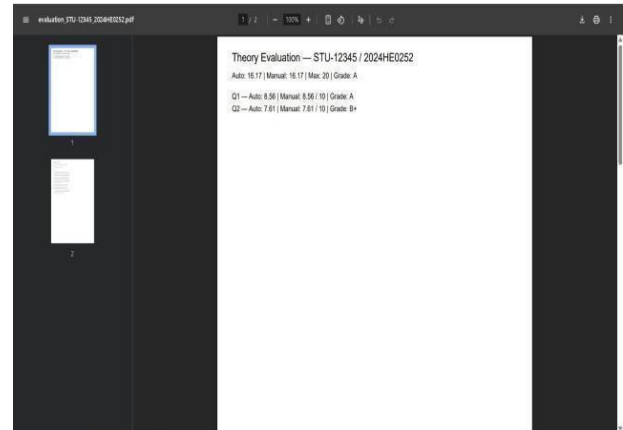 evaluation_STU-12345_2024HE0252.pdf
1 / 2
100%
Theory Evaluation — STU-12345 / 2024HE0252
Auto: 16.17 | Manual: 16.17 | Max: 20 | Grade: A
Q1 — Auto: 8.56 | Manual: 8.56 / 10 | Grade: A
Q2 — Auto: 7.61 | Manual: 7.61 / 10 | Grade: B+
1
2